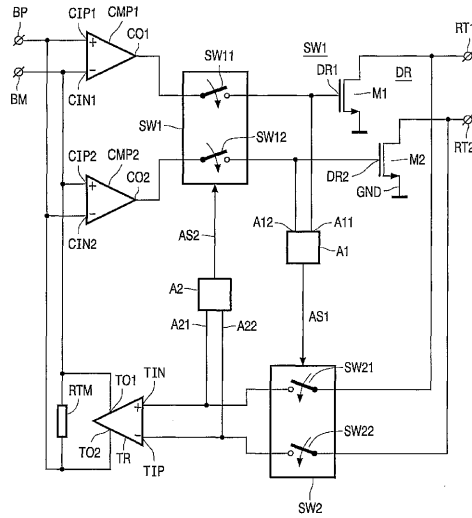 BP CIP1 CMP1 CO1 SW11 SW1 RT1
DR1 M1 DR
BM CIN1 SW1 SW12 RT2
CIP2 CMP2 CO2 DR2 M2
GND
CIN2 AS2 A12 A11
A1
A2 AS1
A21 A22
TIN SW21
RTM TO1
TO2 SW22
TR TIP
SW2
+
-
+
-
+
-